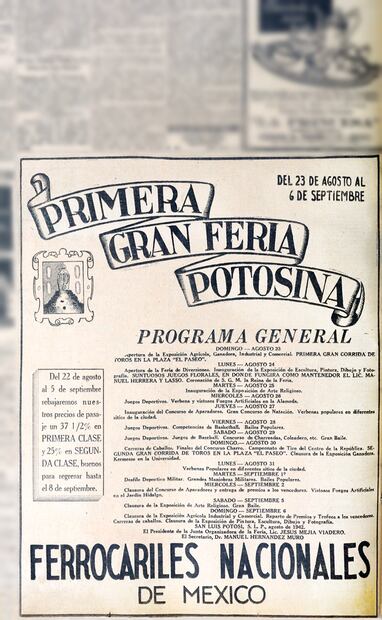 DEL 23 DE AGOSTO AL
6 DE SEPTIEMBRE
PRIMERA
GRAN FERIA
POTOSINA
PROGRAMA GENERAL
DOMINGO — AGOSTO 23
Apertura de la Exposición Agrícola, Ganadera, Industrial y Comercial. PRIMERA GRAN CORRIDA DE
TOROS EN LA PLAZA "EL PASEO".
LUNES — AGOSTO 24
Apertura de la Feria de Diversiones. Inauguración de la Exposición de Escultura, Pintura, Dibujo y Foto-
grafía. SUNTUOSOS JUEGOS FLORALES, EN DONDE FUNGIRA COMO MANTENEDOR EL LIC. MA-
NUEL HERRERA Y LASSO. Coronación de S. G. M. la Reina de la Feria.
MARTES — AGOSTO 25
Inauguración de la Exposición de Arte Religioso.
MIERCOLES — AGOSTO 26
Juegos Deportivos. Verbena y vistosos Fuegos Artificiales en la Alameda.
JUEVES — AGOSTO 27
Inauguración del Concurso de Aparadores. Gran Concurso de Natación. Verbenas populares en diferentes
sitios de la ciudad.
VIERNES — AGOSTO 28
Juegos Deportivos. Competencias de Basketball. Bailes Populares.
SABADO — AGOSTO 29
Juegos Deportivos. Juegos de Baseball. Concurso de Charreadas, Coleadero, etc. Gran Baile.
DOMINGO — AGOSTO 30
Carreras de Caballo. Finales del Concurso Charro. Campeonato de Tiro del Centro de la República. SE-
GUNDA GRAN CORRIDA DE TOROS EN LA PLAZA "EL PASEO". Clausura de la Exposición Ganadera.
Kermesse en la Universidad.
LUNES — AGOSTO 31
Verbenas Populares en diferentes sitios de la ciudad.
MARTES — SEPTIEMBRE 1º
Desfile Deportivo Militar. Grandes Maniobras Militares. Bailes Populares.
MIERCOLES — SEPTIEMBRE 2
Clausura del Concurso de Aparadores y entrega de premios a los vencedores. Vistosos Fuegos Artificiales
en el Jardín Hidalgo.
SABADO — SEPTIEMBRE 5
Clausura de la Exposición de Arte Religioso. Gran Baile.
DOMINGO — SEPTIEMBRE 6
Clausura de la Exposición Agrícola Industrial y Comercial. Reparto de Premios y Trofeos a los vencedores.
Carreras de caballos. Clausura de la Exposición de Pintura, Escultura, Dibujo y Fotografía.
SAN LUIS POTOSI, S. L. P., agosto de 1942.
El Presidente de la Junta Organizadora de la Feria, Lic. JESUS MEJIA VIADERO.
El Secretario, Dr. MANUEL HERNANDEZ MURO
Del 22 de agosto
al 5 de septiembre
rebajaremos nues-
tros precios de pasa-
je un 37 1/2% en
PRIMERA CLASE
y 25% en SEGUN-
DA CLASE, buenos
para regresar hasta
el 8 de septiembre.
FERROCARILES NACIONALES
DE MEXICO